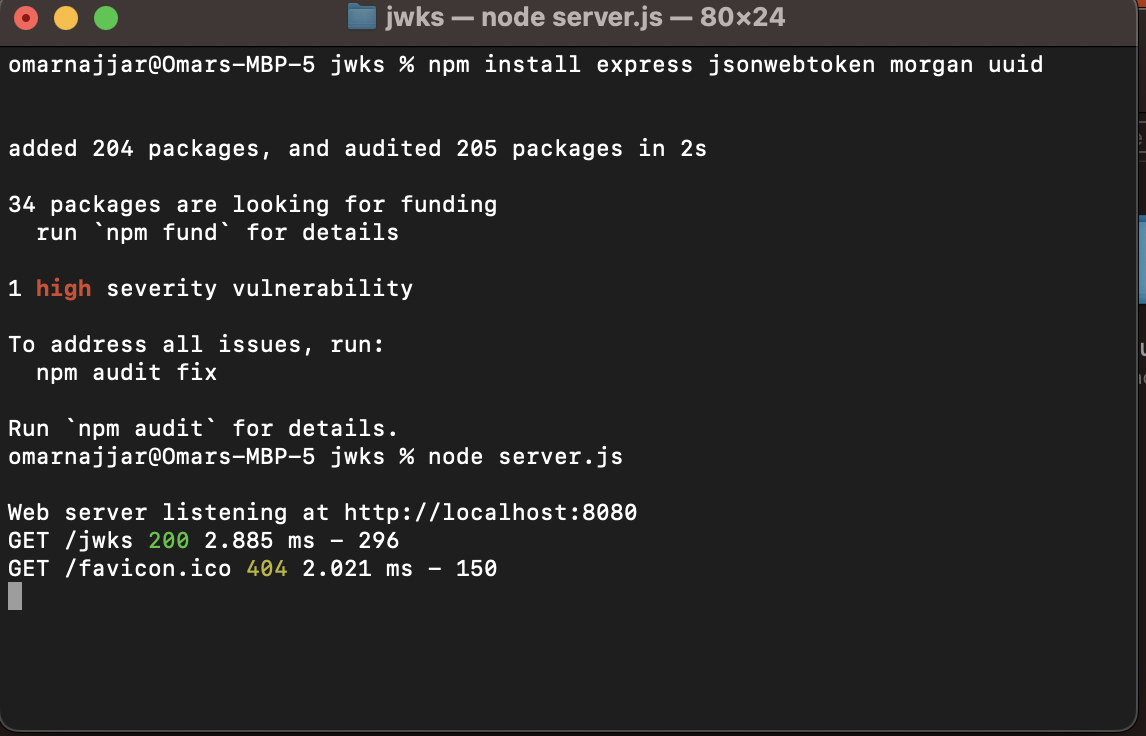 jwks — node server.js — 80×24
omarnajjar@Omars-MBP-5 jwks % npm install express jsonwebtoken morgan uuid
added 204 packages, and audited 205 packages in 2s
34 packages are looking for funding
run `npm fund` for details
1 high severity vulnerability
To address all issues, run:
npm audit fix
Run `npm audit` for details.
omarnajjar@Omars-MBP-5 jwks % node server.js
Web server listening at http://localhost:8080
GET /jwks 200 2.885 ms - 296
GET /favicon.ico 404 2.021 ms - 150